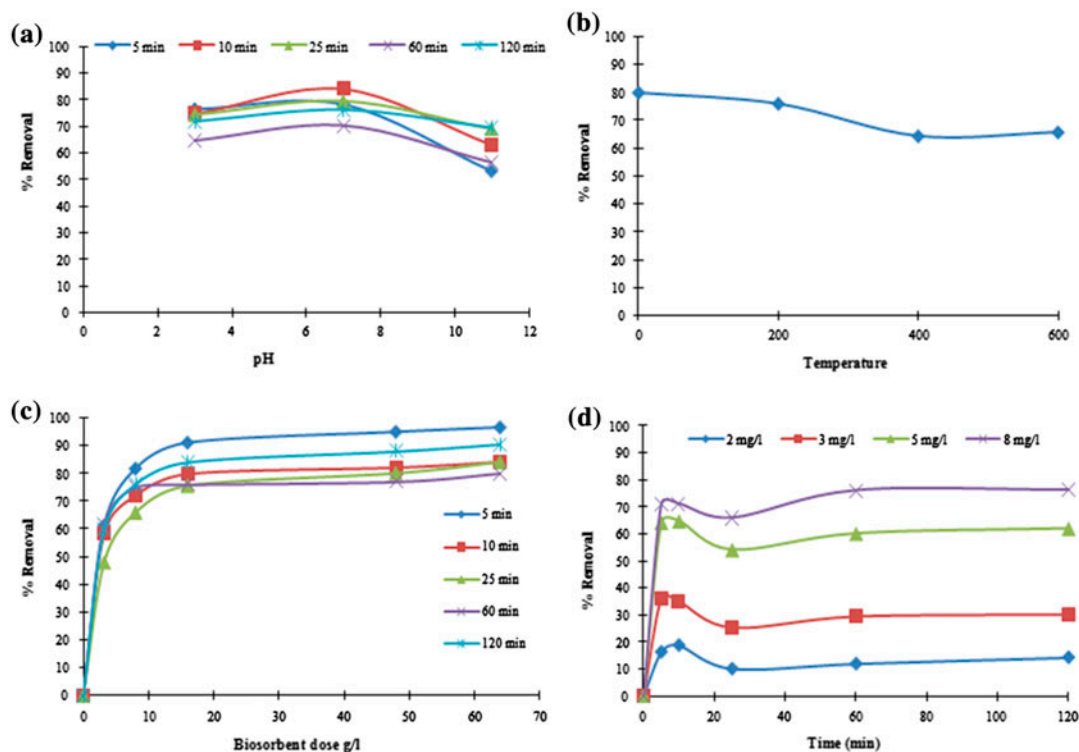 (a)
5 min 10 min 25 min 60 min 120 min
100
90
80
70
60
50
40
30
20
10
0
% Removal
0 2 4 6 8 10 12
pH
(b)
100
90
80
70
60
50
40
30
20
10
0
% Removal
0 200 400 600
Temperature
(c)
100
90
80
70
60
50
40
30
20
10
0
% Removal
5 min
10 min
25 min
60 min
120 min
0 10 20 30 40 50 60 70
Biosorbent dose g/l
(d)
2 mg/l 3 mg/l 5 mg/l 8 mg/l
100
90
80
70
60
50
40
30
20
10
0
% Removal
0 20 40 60 80 100 120
Time (min)